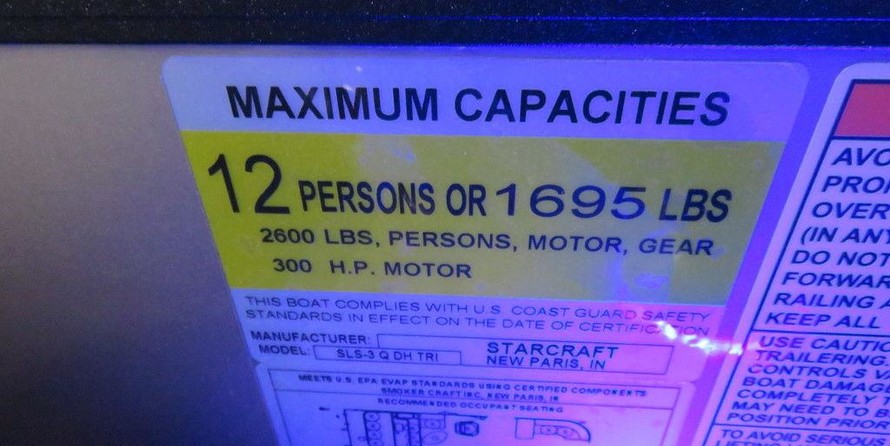 MAXIMUM CAPACITIES
12 PERSONS OR 1695 LBS
2600 LBS, PERSONS, MOTOR, GEAR
300 H.P. MOTOR
THIS BOAT COMPLIES WITH U.S. COAST GUARD SAFETY
STANDARDS IN EFFECT ON THE DATE OF CERTIFICATION
MANUFACTURER: STARCRAFT
MODEL: SLS-3 Q DH TRI NEW PARIS, IN
MEETS U.S. EPA EVAP STANDARDS USING CERTIFIED COMPONENTS
SMOKER CRAFT INC, NEW PARIS, IN
RECOMMENDED OCCUPANT SEATING
AVO
PRO
OVER
(IN ANY
DO NOT
FORWAR
RAILING
KEEP ALL
USE CAUTIO
TRAILERING,
CONTROLS VA
BOAT DAMAG
COMPLETELY
MAY NEED TO B
POSITION PRIOR
TO AVOID SERIOUS